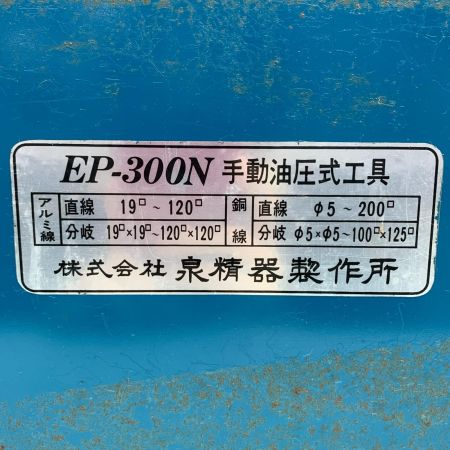 EP-300N 手動油圧式工具
アルミ線 直線 19□~120□ 銅線 直線 φ5~200□
分岐 19□×19□~120□×120□ 分岐 φ5×φ5~100□×125□
株式会社 泉精器製作所